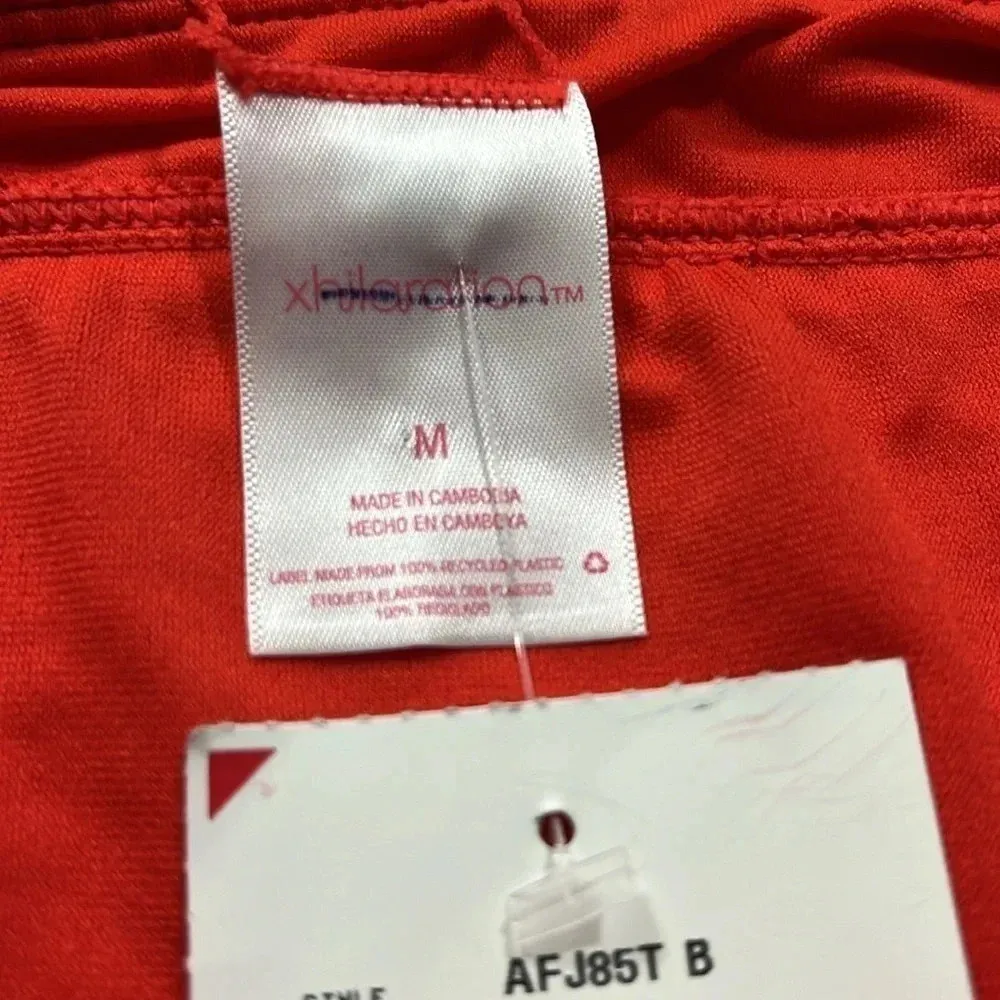 xhilaration™
M
MADE IN CAMBODIA
HECHO EN CAMBOYA
LABEL MADE FROM 100% RECYCLED PLASTIC
ETIQUETA ELABORADA CON PLASTICO
100% RECICLADO
AFJ85T B
STYLE